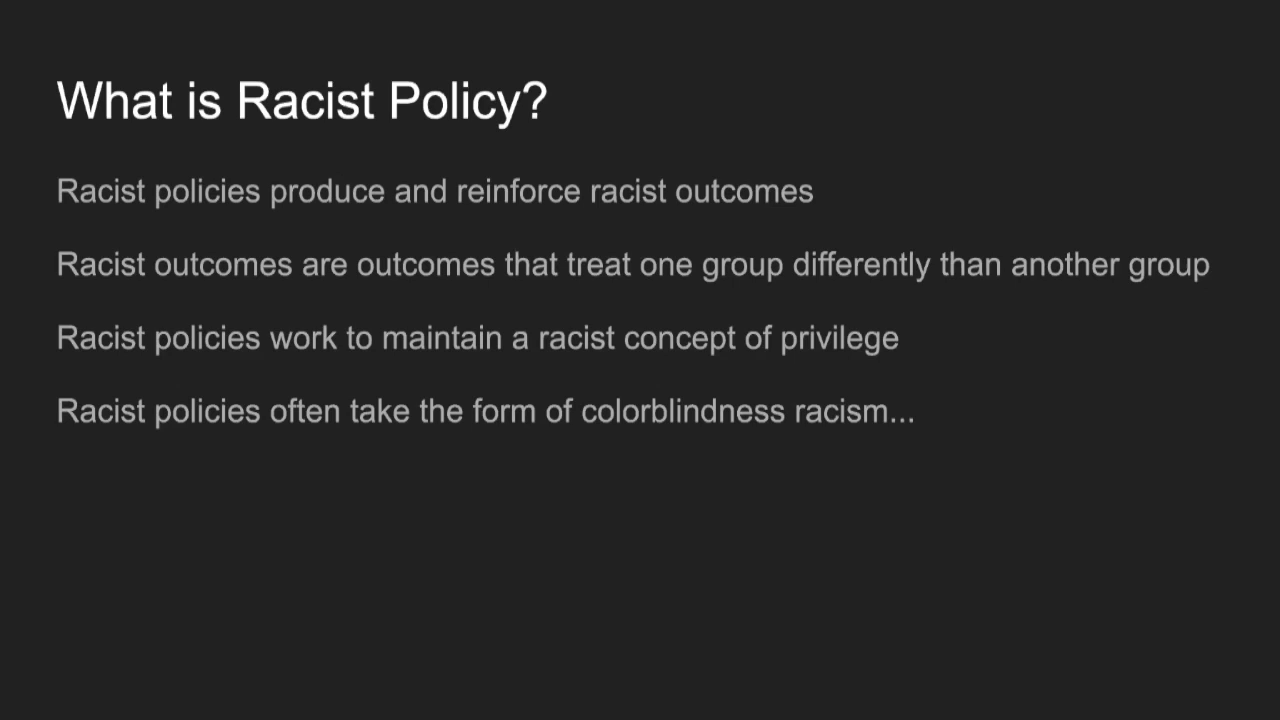 What is Racist Policy?
Racist policies produce and reinforce racist outcomes
Racist outcomes are outcomes that treat one group differently than another group
Racist policies work to maintain a racist concept of privilege
Racist policies often take the form of colorblindness racism...